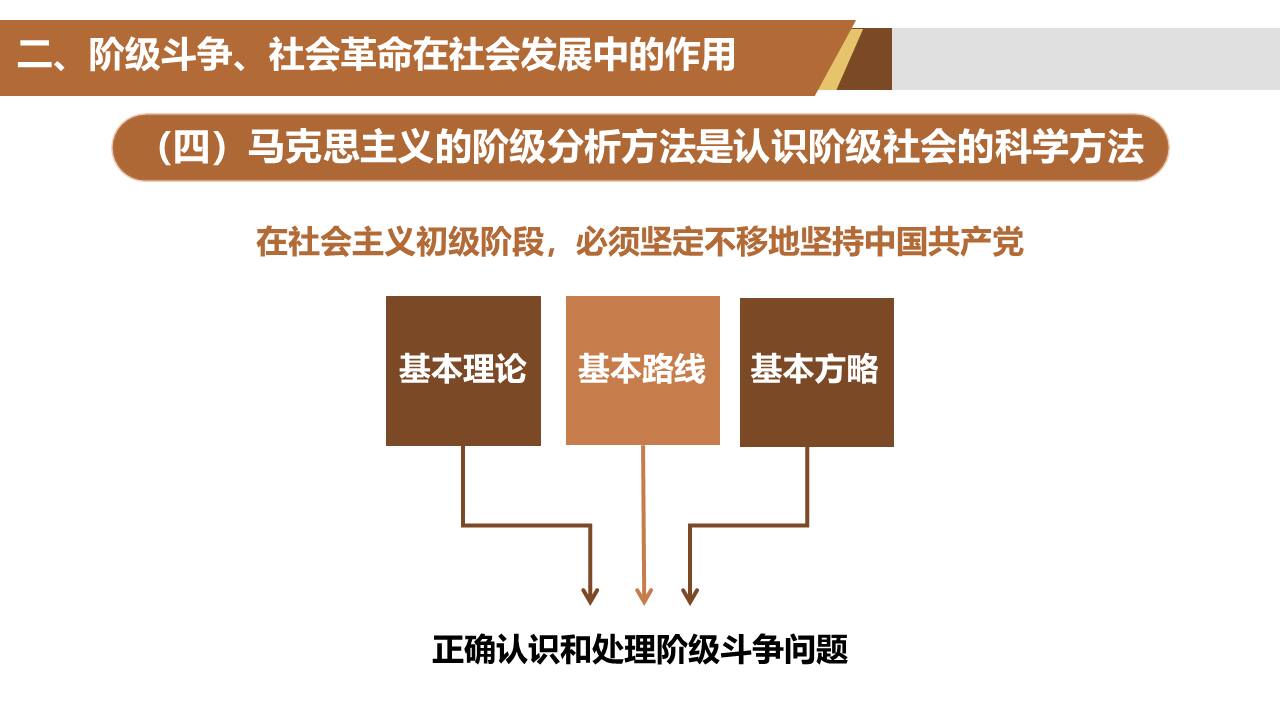 二、阶级斗争、社会革命在社会发展中的作用
（四）马克思主义的阶级分析方法是认识阶级社会的科学方法
在社会主义初级阶段，必须坚定不移地坚持中国共产党
基本理论
基本路线
基本方略
正确认识和处理阶级斗争问题